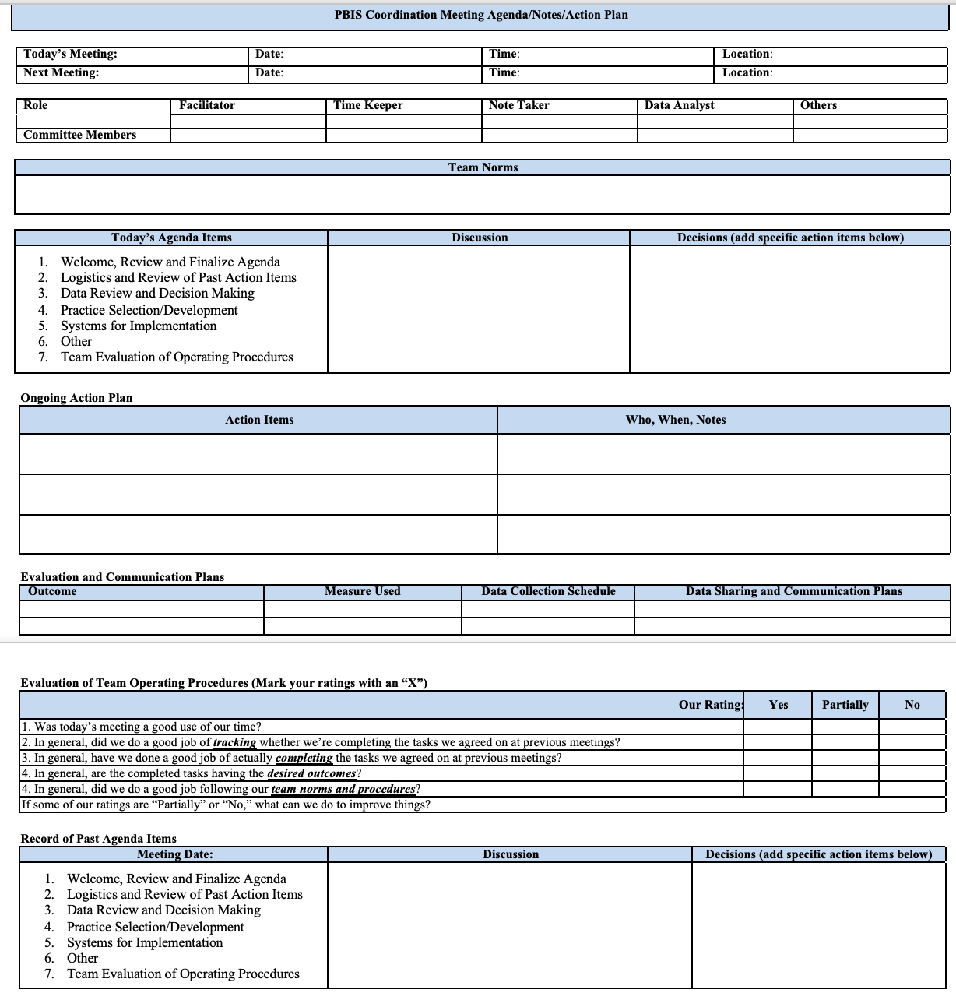 PBIS Coordination Meeting Agenda/Notes/Action Plan
Today’s Meeting: Date: Time: Location:
Next Meeting: Date: Time: Location:
Role Facilitator Time Keeper Note Taker Data Analyst Others
Committee Members
Team Norms
Today’s Agenda Items Discussion Decisions (add specific action items below)
1. Welcome, Review and Finalize Agenda
2. Logistics and Review of Past Action Items
3. Data Review and Decision Making
4. Practice Selection/Development
5. Systems for Implementation
6. Other
7. Team Evaluation of Operating Procedures
Ongoing Action Plan
Action Items Who, When, Notes
Evaluation and Communication Plans
Outcome Measure Used Data Collection Schedule Data Sharing and Communication Plans
Evaluation of Team Operating Procedures (Mark your ratings with an “X”)
Our Rating: Yes Partially No
1. Was today’s meeting a good use of our time?
2. In general, did we do a good job of tracking whether we’re completing the tasks we agreed on at previous meetings?
3. In general, have we done a good job of actually completing the tasks we agreed on at previous meetings?
4. In general, are the completed tasks having the desired outcomes?
4. In general, did we do a good job following our team norms and procedures?
If some of our ratings are “Partially” or “No,” what can we do to improve things?
Record of Past Agenda Items
Meeting Date: Discussion Decisions (add specific action items below)
1. Welcome, Review and Finalize Agenda
2. Logistics and Review of Past Action Items
3. Data Review and Decision Making
4. Practice Selection/Development
5. Systems for Implementation
6. Other
7. Team Evaluation of Operating Procedures